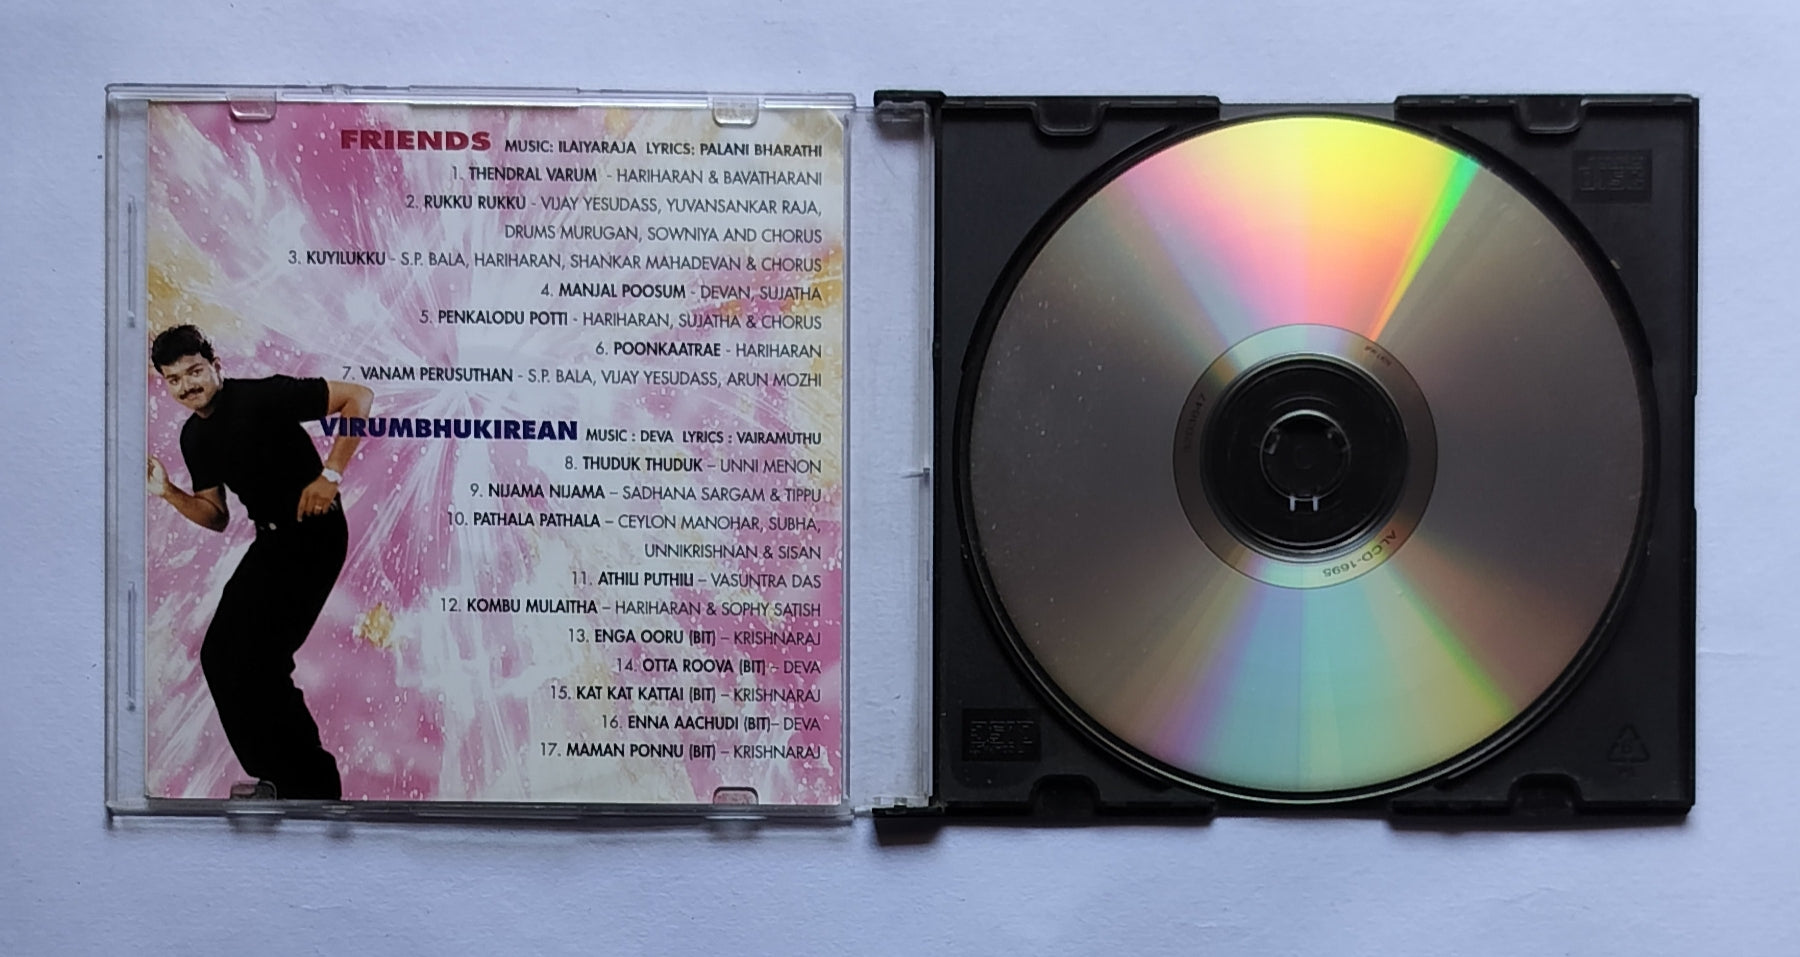 FRIENDS MUSIC: ILAIYARAJA LYRICS: PALANI BHARATHI
1. THENDRAL VARUM - HARIHARAN & BAVATHARANI
2. RUKKU RUKKU - VIJAY YESUDASS, YUVANSANKAR RAJA,
DRUMS MURUGAN, SOWNIYA AND CHORUS
3. KUYILUKKU - S.P. BALA, HARIHARAN, SHANKAR MAHADEVAN & CHORUS
4. MANJAL POOSUM - DEVAN, SUJATHA
5. PENKALODU POTTI - HARIHARAN, SUJATHA & CHORUS
6. POONKAATRAE - HARIHARAN
7. VANAM PERUSUTHAN - S.P. BALA, VIJAY YESUDASS, ARUN MOZHI
VIRUMBHUKIREAN MUSIC : DEVA LYRICS : VAIRAMUTHU
8. THUDUK THUDUK – UNNI MENON
9. NIJAMA NIJAMA – SADHANA SARGAM & TIPPU
10. PATHALA PATHALA – CEYLON MANOHAR, SUBHA,
UNNIKRISHNAN & SISAN
11. ATHILI PUTHILI – VASUNTRA DAS
12. KOMBU MULAITHA – HARIHARAN & SOPHY SATISH
13. ENGA OORU (BIT) – KRISHNARAJ
14. OTTA ROOVA (BIT) – DEVA
15. KAT KAT KATTAI (BIT) – KRISHNARAJ
16. ENNA AACHUDI (BIT)– DEVA
17. MAMAN PONNU (BIT) – KRISHNARAJ
ALCD-1695